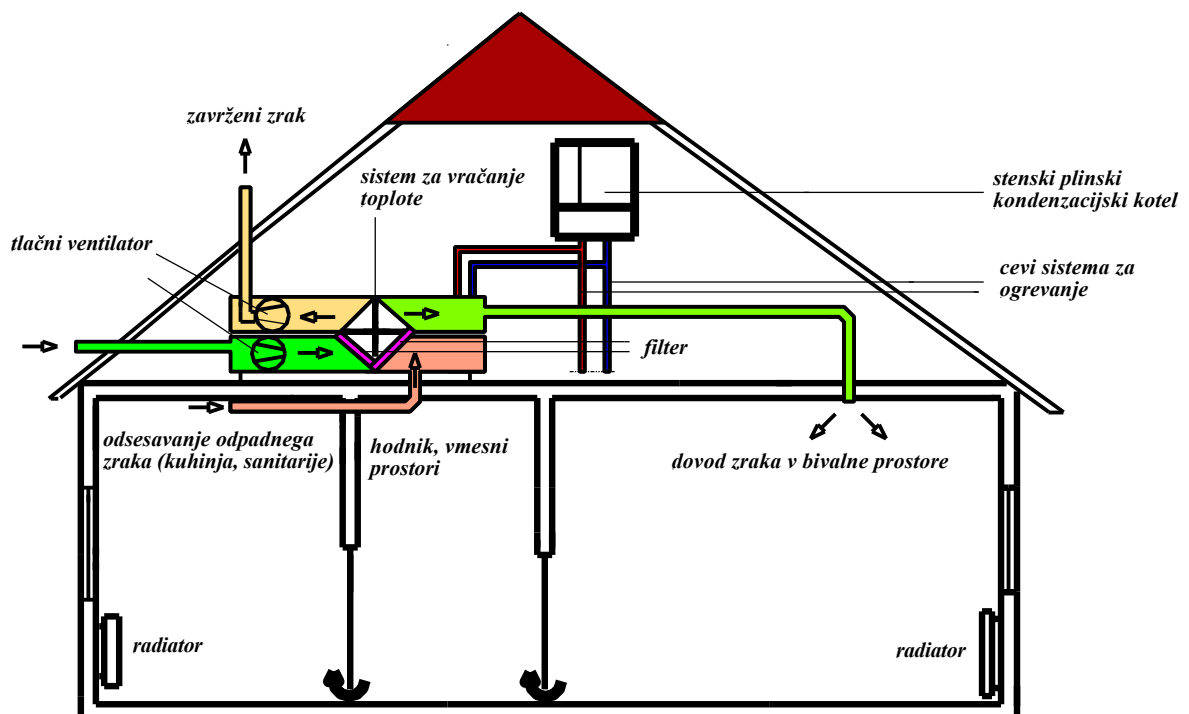 zavrženi zrak
sistem za vračanje
toplote
stenski plinski
kondenzacijski kotel
tlačni ventilator
cevi sistema za
ogrevanje
filter
odsesavanje odpadnega
zraka (kuhinja, sanitarije)
hodnik, vmesni
prostori
dovod zraka v bivalne prostore
radiator
radiator